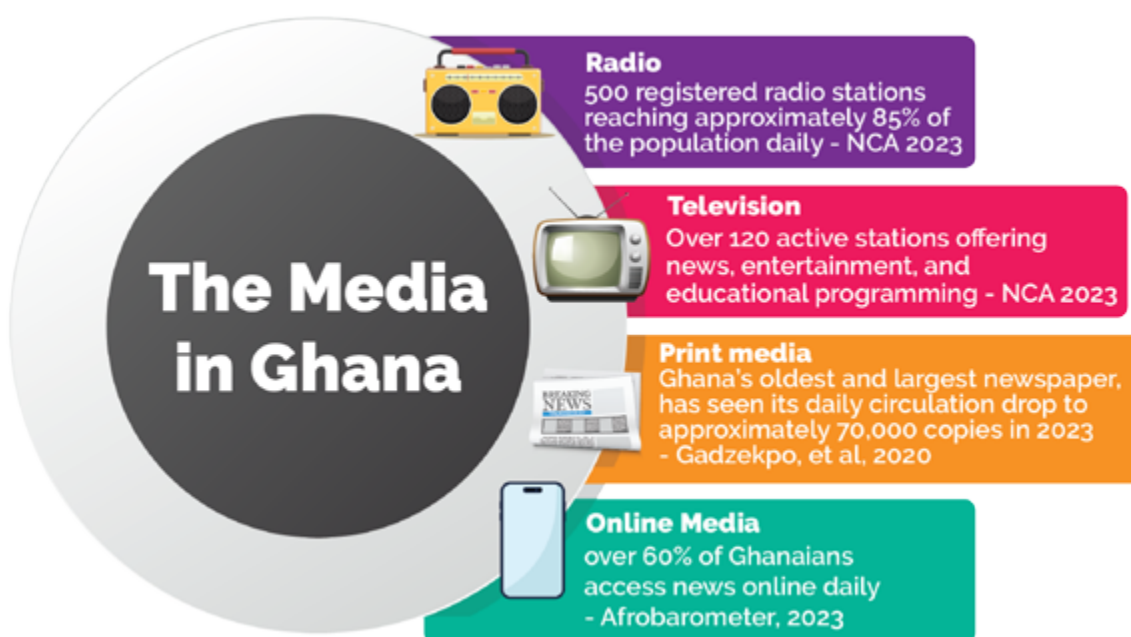 The Media
in Ghana
Radio
500 registered radio stations
reaching approximately 85% of
the population daily - NCA 2023
Television
Over 120 active stations offering
news, entertainment, and
educational programming - NCA 2023
BREAKING
NEWS
Print media
Ghana's oldest and largest newspaper,
has seen its daily circulation drop to
approximately 70,000 copies in 2023
- Gadzekpo, et al, 2020
Online Media
over 60% of Ghanaians
access news online daily
- Afrobarometer, 2023